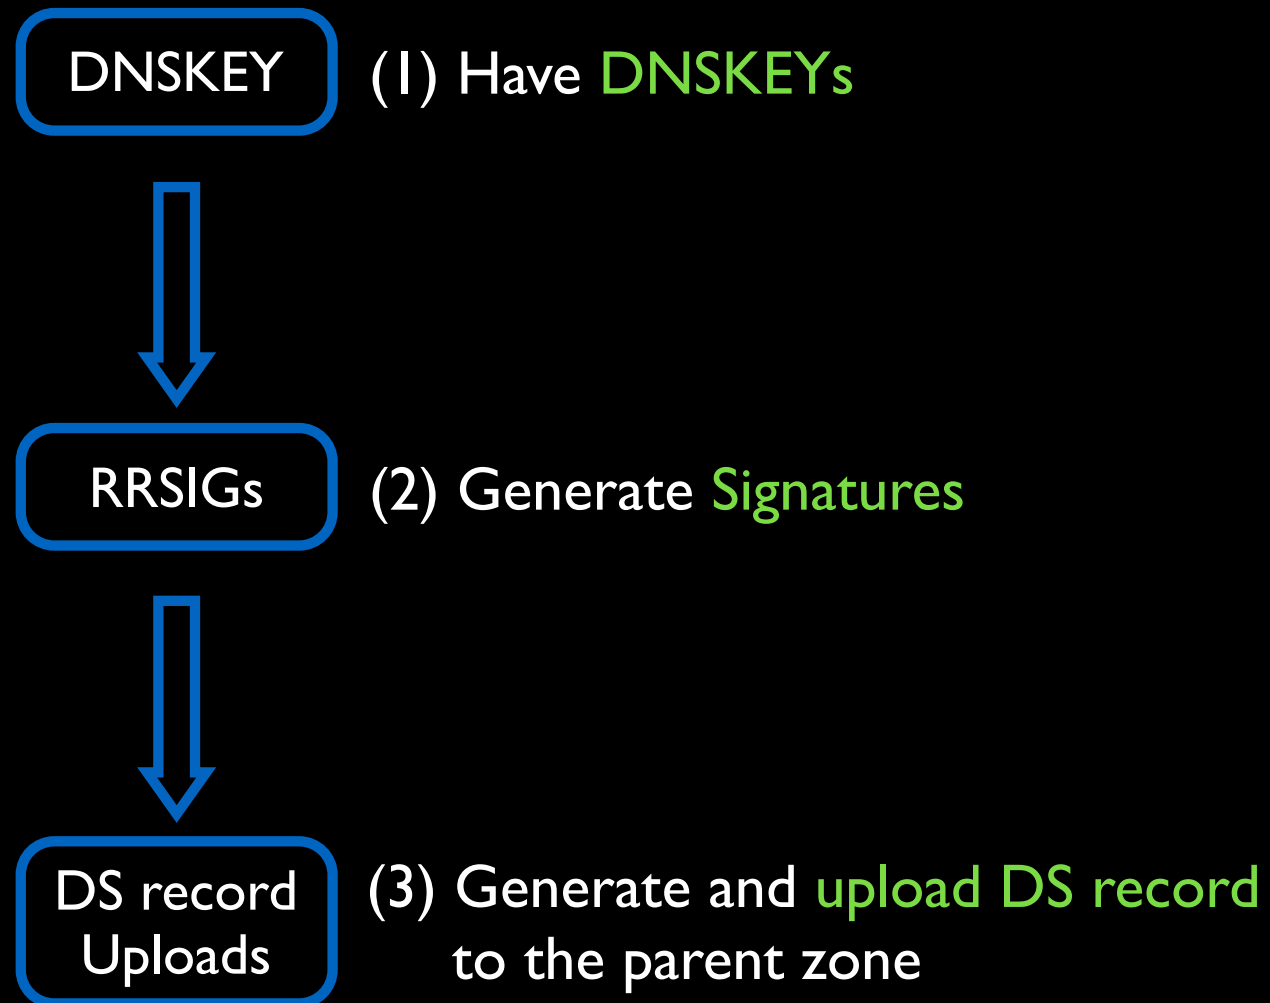 DNSKEY
(1) Have DNSKEYs
RRSIGs
(2) Generate Signatures
DS record
Uploads
(3) Generate and upload DS record
to the parent zone